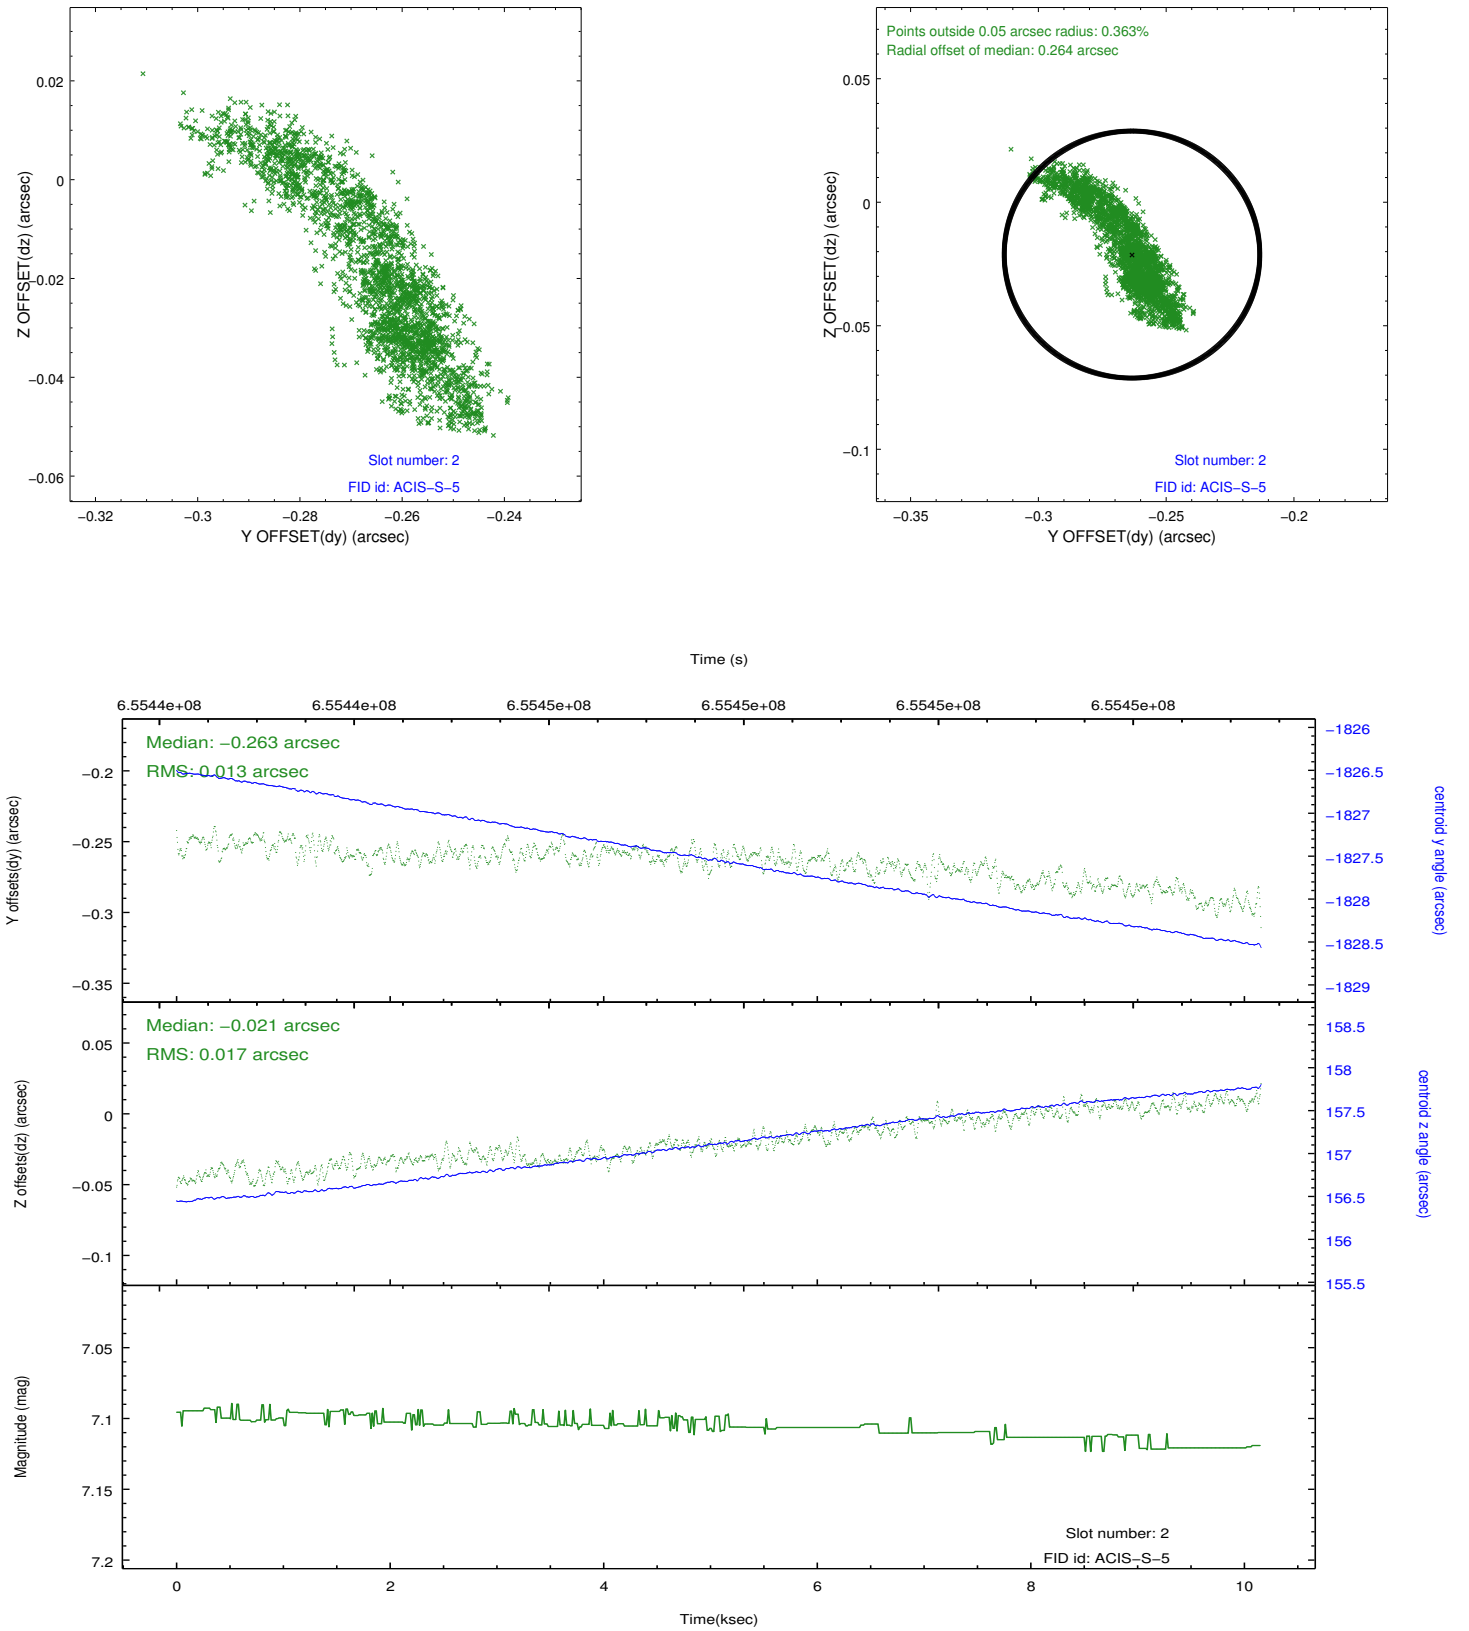 0.02
0
−0.02
−0.04
−0.06
Z OFFSET(dz) (arcsec)
Slot number: 2
FID id: ACIS−S−5
−0.32 −0.3 −0.28 −0.26 −0.24
Y OFFSET(dy) (arcsec)
Points outside 0.05 arcsec radius: 0.363%
Radial offset of median: 0.264 arcsec
0.05
0
−0.05
−0.1
Z OFFSET(dz) (arcsec)
Slot number: 2
FID id: ACIS−S−5
−0.35 −0.3 −0.25 −0.2
Y OFFSET(dy) (arcsec)
Time (s)
6.5544e+08 6.5544e+08 6.5545e+08 6.5545e+08 6.5545e+08 6.5545e+08
Median: −0.263 arcsec
RMS: 0.013 arcsec
−0.2
−0.25
−0.3
−0.35
Y offsets(dy) (arcsec)
−1826
−1826.5
−1827
−1827.5
−1828
−1828.5
−1829
centroid y angle (arcsec)
Median: −0.021 arcsec
RMS: 0.017 arcsec
0.05
0
−0.05
−0.1
Z offsets(dz) (arcsec)
158.5
158
157.5
157
156.5
156
155.5
centroid z angle (arcsec)
7.05
7.1
7.15
7.2
Magnitude (mag)
Slot number: 2
FID id: ACIS−S−5
0 2 4 6 8 10
Time(ksec)